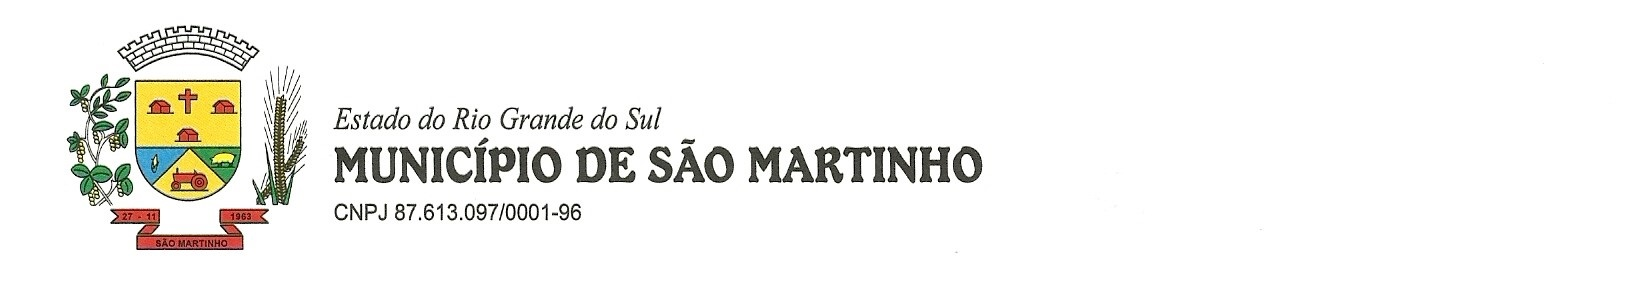 Estado do Rio Grande do Sul
MUNICÍPIO DE SÃO MARTINHO
CNPJ 87.613.097/0001-96
27 - 11 1963
SÃO MARTINHO